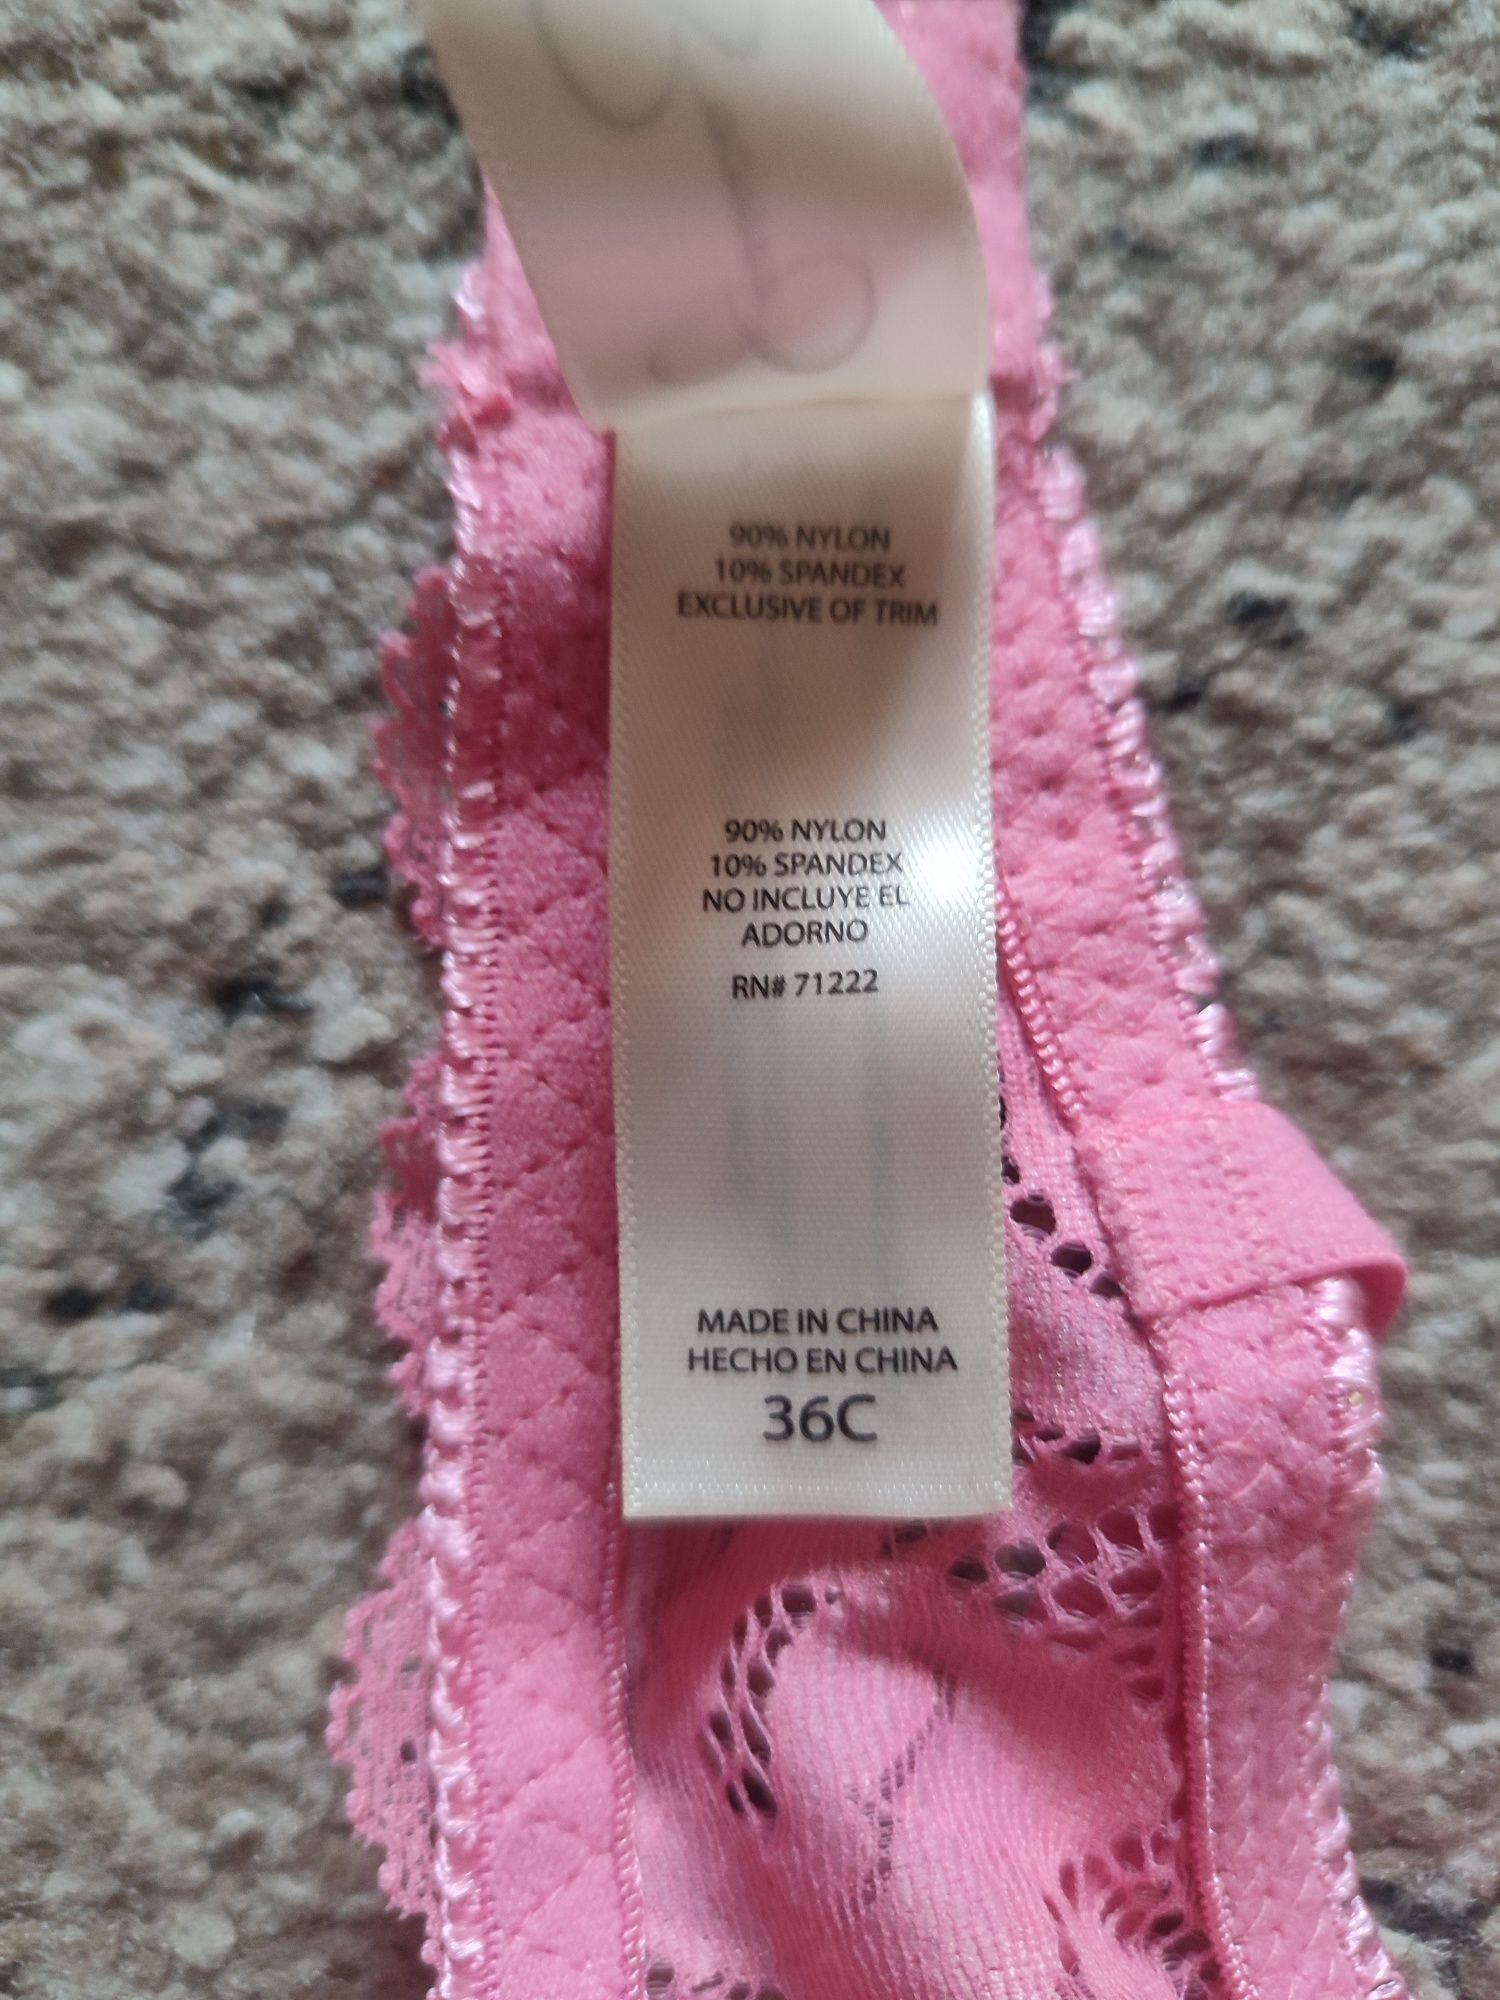 90% NYLON
10% SPANDEX
EXCLUSIVE OF TRIM
90% NYLON
10% SPANDEX
NO INCLUYE EL
ADORNO
RN# 71222
MADE IN CHINA
HECHO EN CHINA
36C